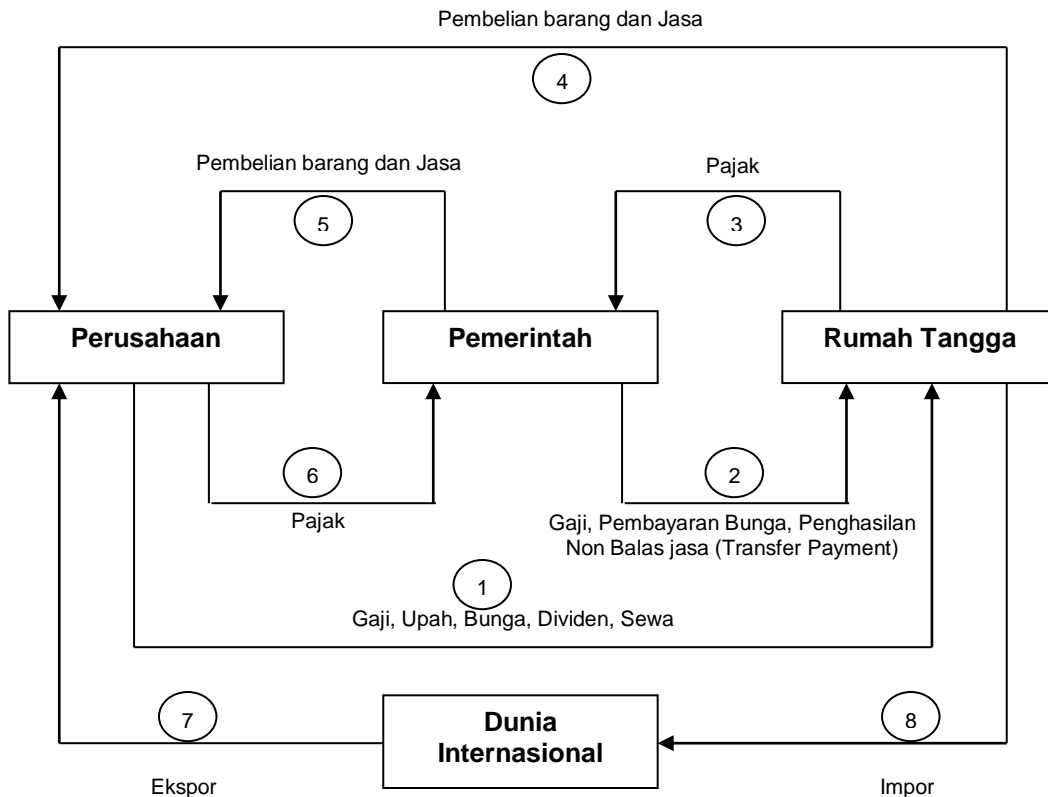 Pembelian barang dan Jasa
4
Pembelian barang dan Jasa
Pajak
5
3
Perusahaan
Pemerintah
Rumah Tangga
6
2
Pajak
Gaji, Pembayaran Bunga, Penghasilan
Non Balas jasa (Transfer Payment)
1
Gaji, Upah, Bunga, Dividen, Sewa
7
Dunia
Internasional
8
Ekspor
Impor